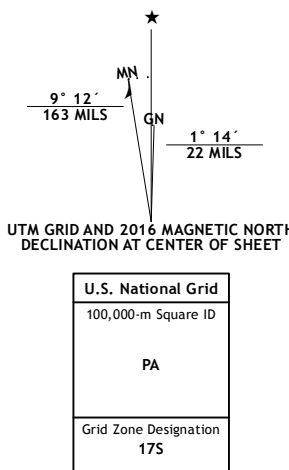 ★
MN
9° 12´
163 MILS
GN
1° 14´
22 MILS
UTM GRID AND 2016 MAGNETIC NORTH
DECLINATION AT CENTER OF SHEET
U.S. National Grid
100,000-m Square ID
PA
Grid Zone Designation
17S